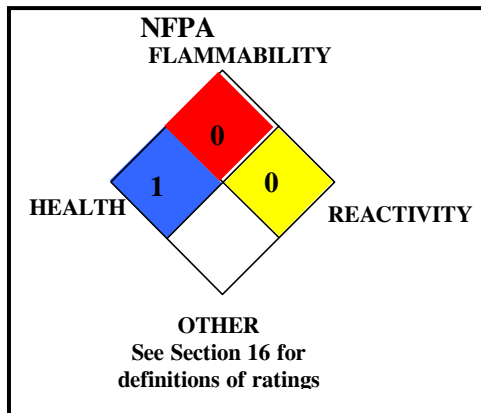 NFPA
FLAMMABILITY
0
1
0
HEALTH
REACTIVITY
OTHER
See Section 16 for
definitions of ratings